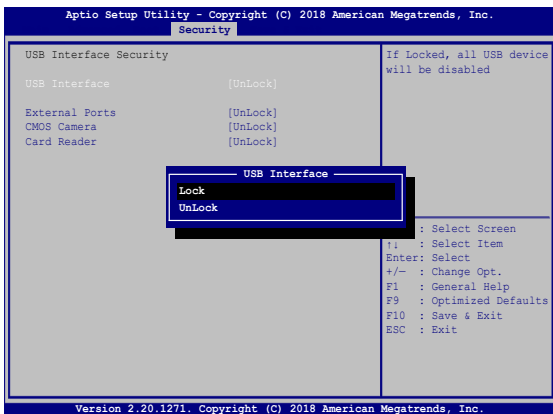 Aptio Setup Utility - Copyright (C) 2018 American Megatrends, Inc.
Security
USB Interface Security
USB Interface [UnLock]
External Ports [UnLock]
CMOS Camera [UnLock]
Card Reader [UnLock]
USB Interface
Lock
UnLock
If Locked, all USB device
will be disabled
: Select Screen
↑↓ : Select Item
Enter: Select
+/— : Change Opt.
F1 : General Help
F9 : Optimized Defaults
F10 : Save & Exit
ESC : Exit
Version 2.20.1271. Copyright (C) 2018 American Megatrends, Inc.